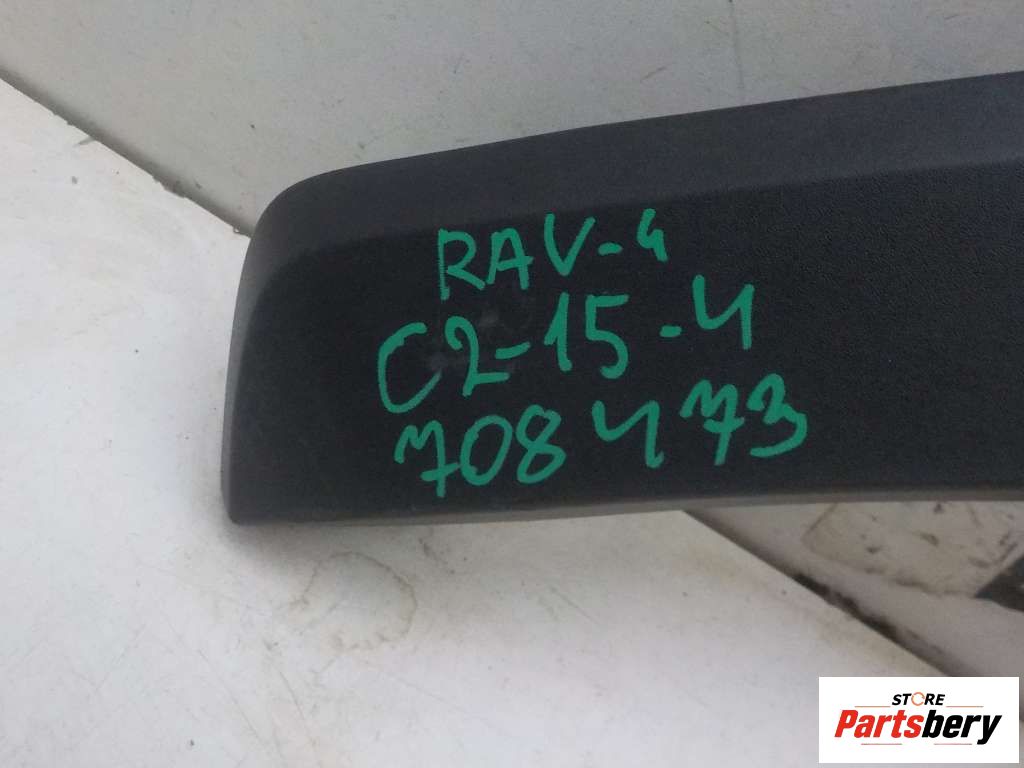 RAV-4
C2-15-4
708473
STORE
Partsbery